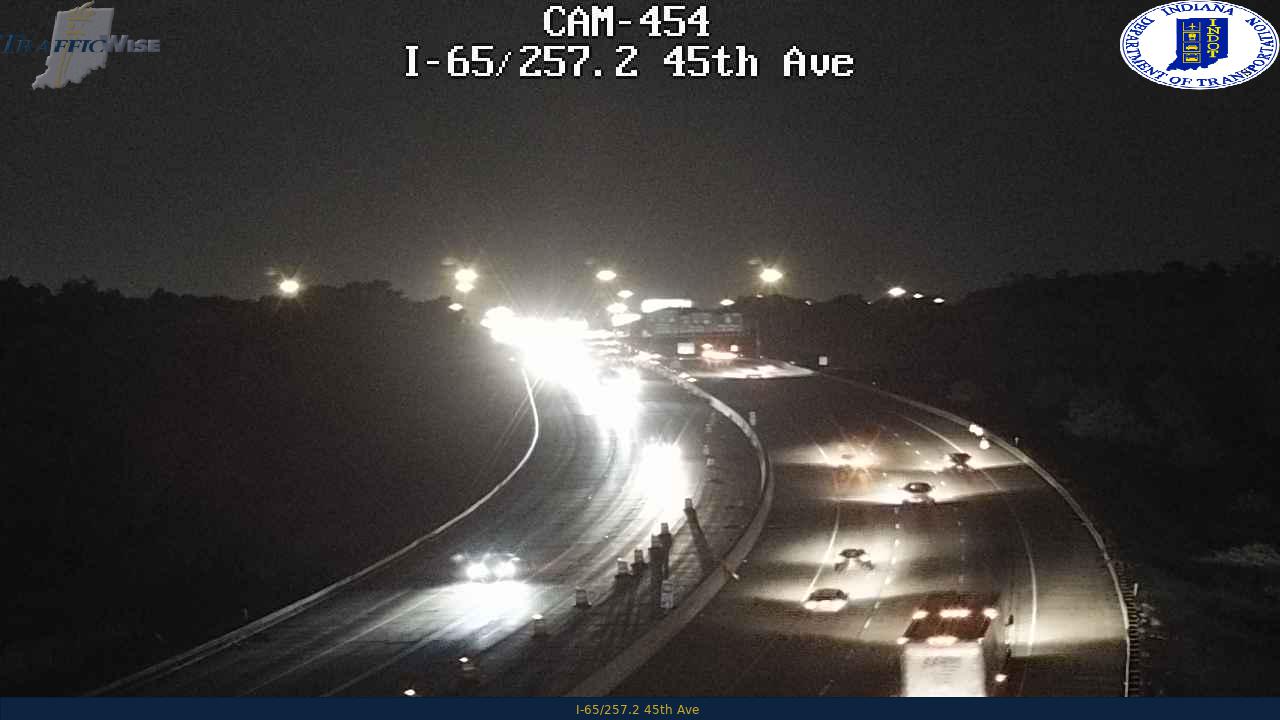 CAM-454
I-65/257.2 45th Ave
TRAFFICWISE
INDIANA
DEPARTMENT OF TRANSPORTATION
INDOT
I-65/257.2 45th Ave